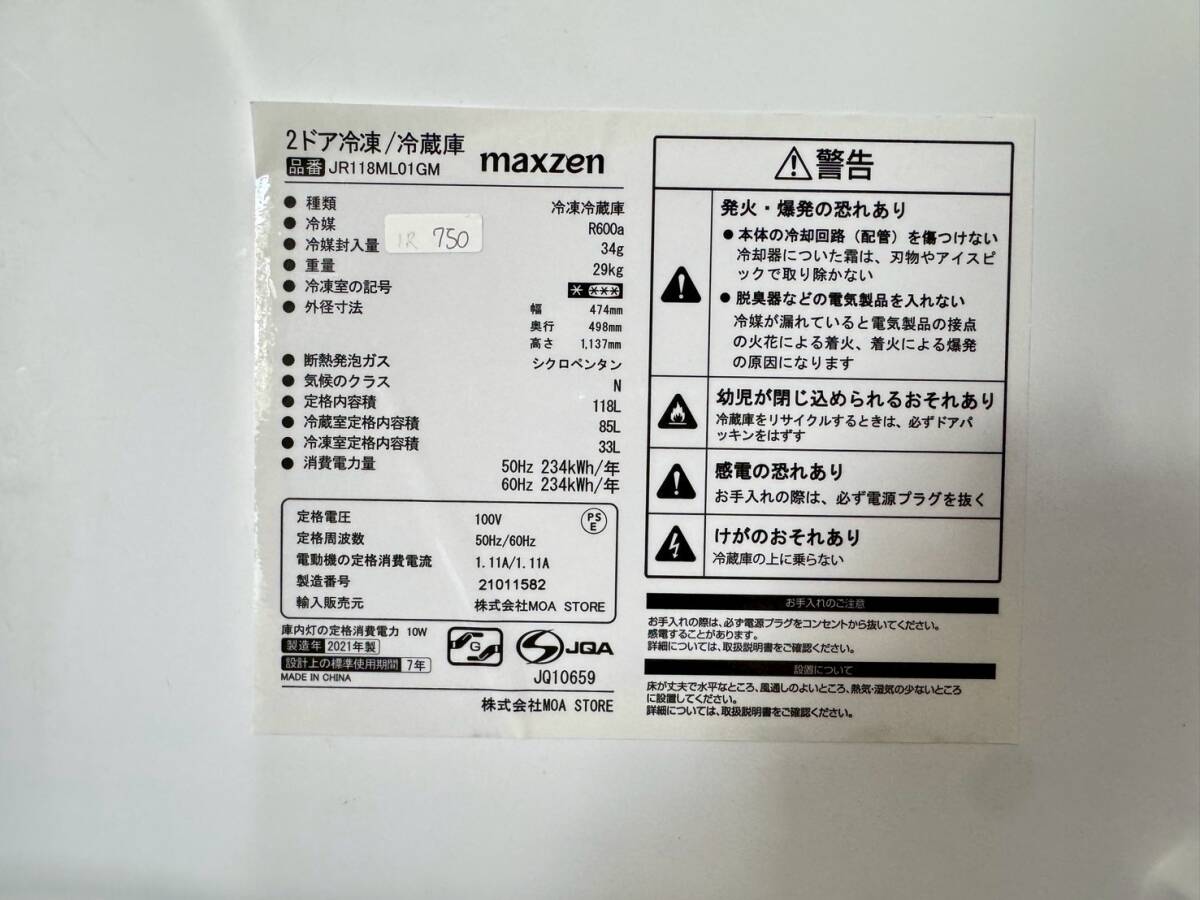 2ドア冷凍/冷蔵庫
品番 JR118ML01GM
maxzen
● 種類 冷凍冷蔵庫
● 冷媒 R600a
1R 750
● 冷媒封入量 34g
● 重量 29kg
● 冷凍室の記号
● 外径寸法 幅 474mm
奥行 498mm
高さ 1,137mm
● 断熱発泡ガス シクロペンタン
● 気候のクラス N
● 定格内容積 118L
● 冷蔵室定格内容積 85L
● 冷凍室定格内容積 33L
● 消費電力量 50Hz 234kWh/年
60Hz 234kWh/年
定格電圧 100V
PS
E
定格周波数 50Hz/60Hz
電動機の定格消費電流 1.11A/1.11A
製造番号 21011582
輸入販売元 株式会社MOA STORE
庫内灯の定格消費電力 10W
製造年 2021年製
設計上の標準使用期間 7年
MADE IN CHINA
G
JQA
JQ10659
株式会社MOA STORE
警告
発火・爆発の恐れあり
● 本体の冷却回路（配管）を傷つけない
冷却器についた霜は、刃物やアイスピ
ックで取り除かない
● 脱臭器などの電気製品を入れない
冷媒が漏れていると電気製品の接点
の火花による着火、着火による爆発
の原因になります
幼児が閉じ込められるおそれあり
冷蔵庫をリサイクルするときは、必ずドアパ
ッキンをはずす
感電の恐れあり
お手入れの際は、必ず電源プラグを抜く
けがのおそれあり
冷蔵庫の上に乗らない
お手入れのご注意
お手入れの際は、必ず電源プラグをコンセントから抜いてください。
感電することがあります。
詳細については、取扱説明書をご確認ください。
設置について
床が丈夫で水平なところ、風通しのよいところ、熱気・湿気の少ないところ
に設置してください。
詳細については、取扱説明書をご確認ください。